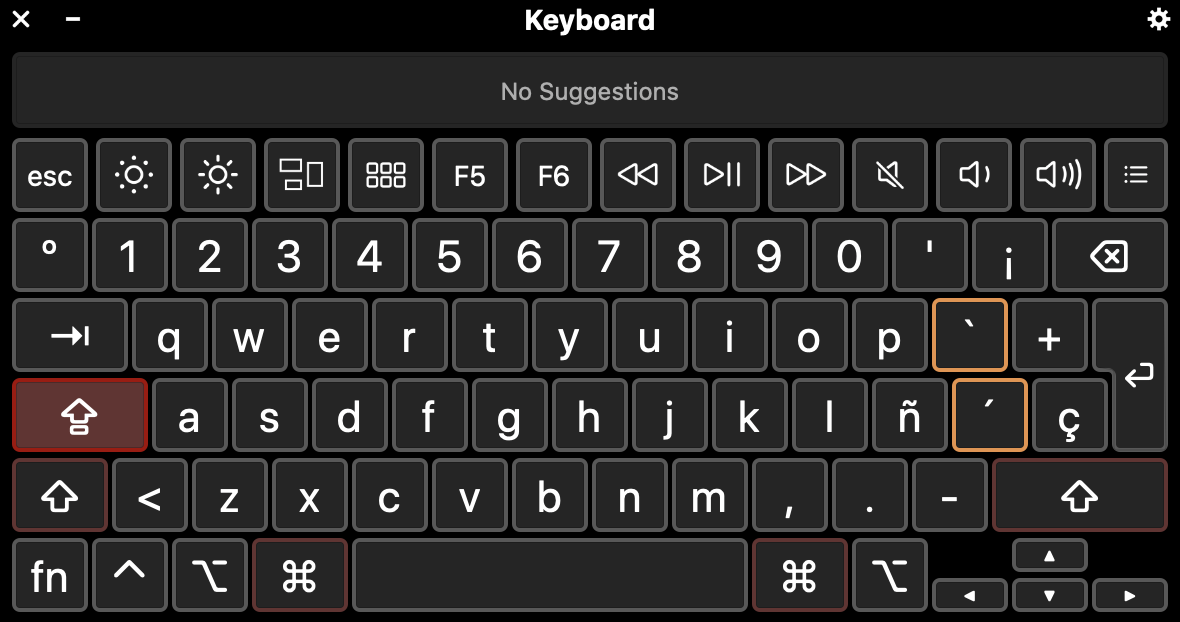 Keyboard
No Suggestions
esc F5 F6
º 1 2 3 4 5 6 7 8 9 0 ' ¡
q w e r t y u i o p ` +
a s d f g h j k l ñ ´ ç
< z x c v b n m , . -
fn ^ ⌥ ⌘ ⌘ ⌥